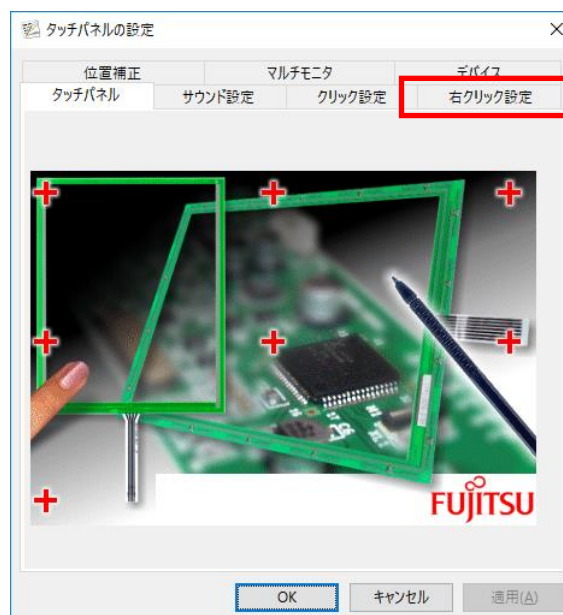 タッチパネルの設定
位置補正 マルチモニタ デバイス
タッチパネル サウンド設定 クリック設定 右クリック設定
FUJITSU
OK キャンセル 適用(A)